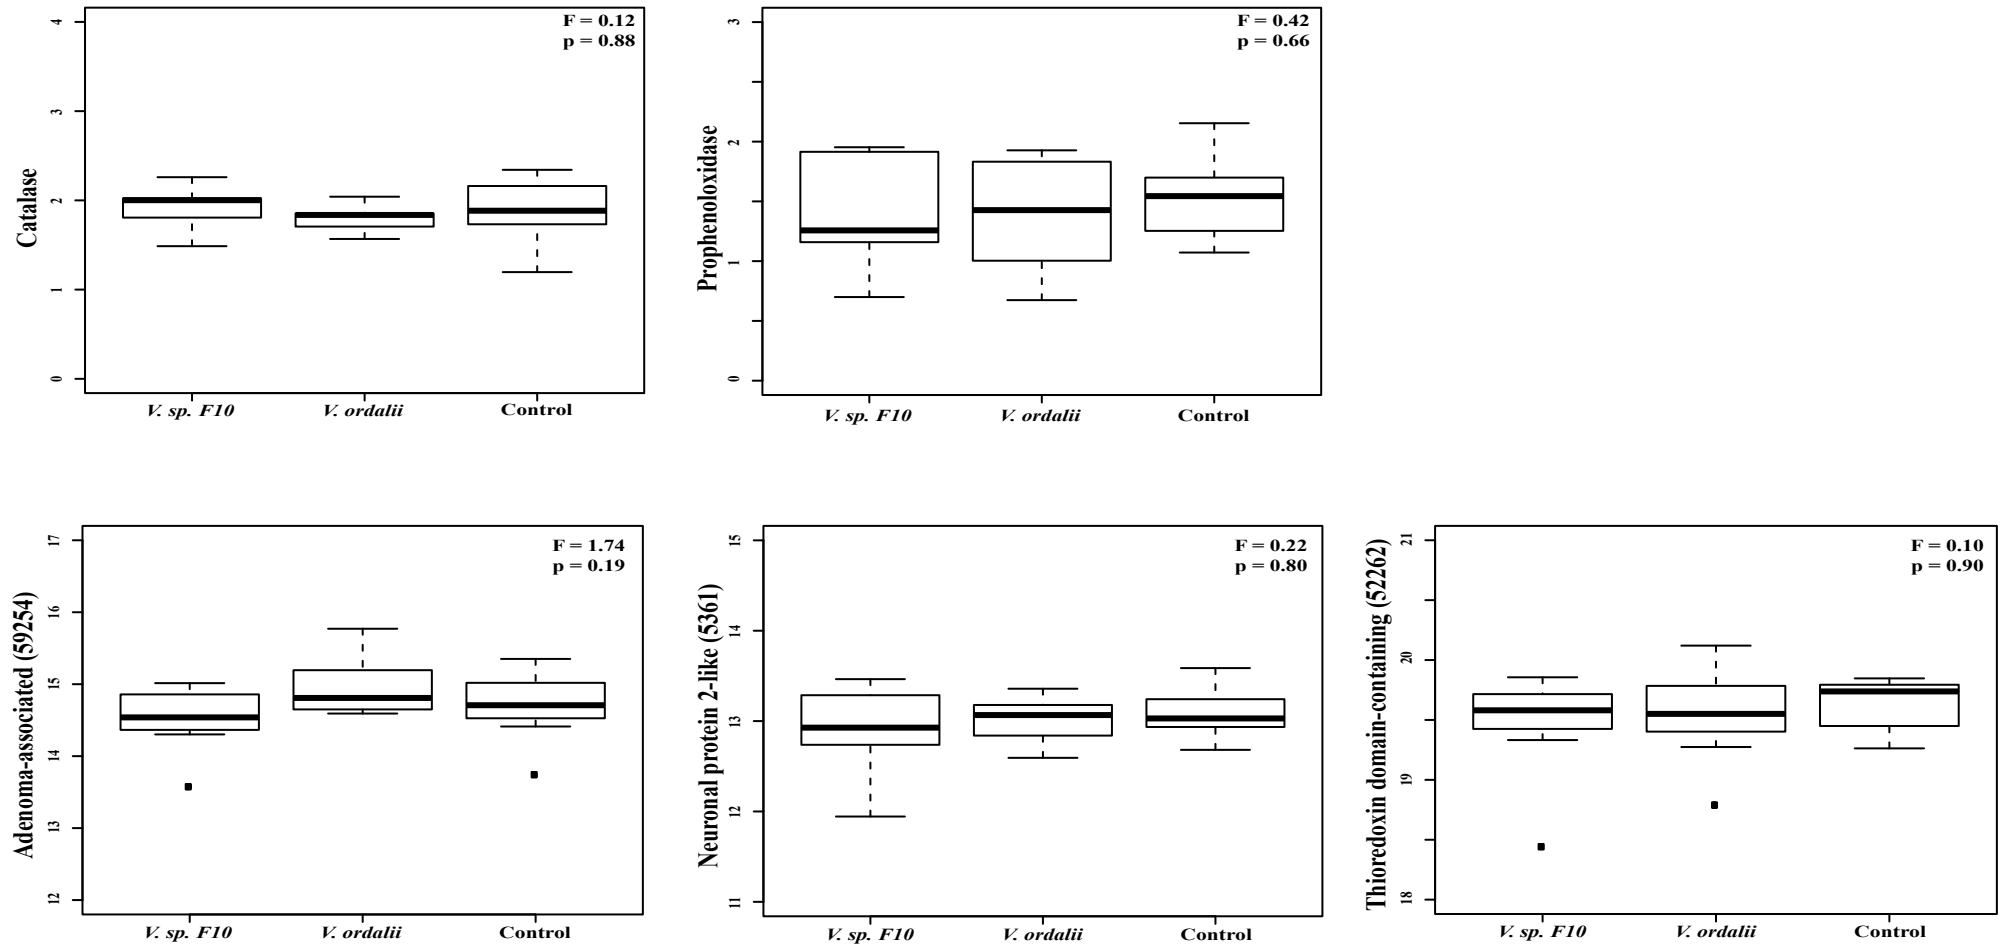 Catalase
4
3
2
1
0
F = 0.12
p = 0.88
V. sp. F10 V. ordalii Control
Prophenoloxidase
3
2
1
0
F = 0.42
p = 0.66
V. sp. F10 V. ordalii Control
Adenoma-associated (59254)
17
16
15
14
13
12
F = 1.74
p = 0.19
V. sp. F10 V. ordalii Control
Neuronal protein 2-like (5361)
15
14
13
12
11
F = 0.22
p = 0.80
V. sp. F10 V. ordalii Control
Thioredoxin domain-containing (52262)
21
20
19
18
F = 0.10
p = 0.90
V. sp. F10 V. ordalii Control